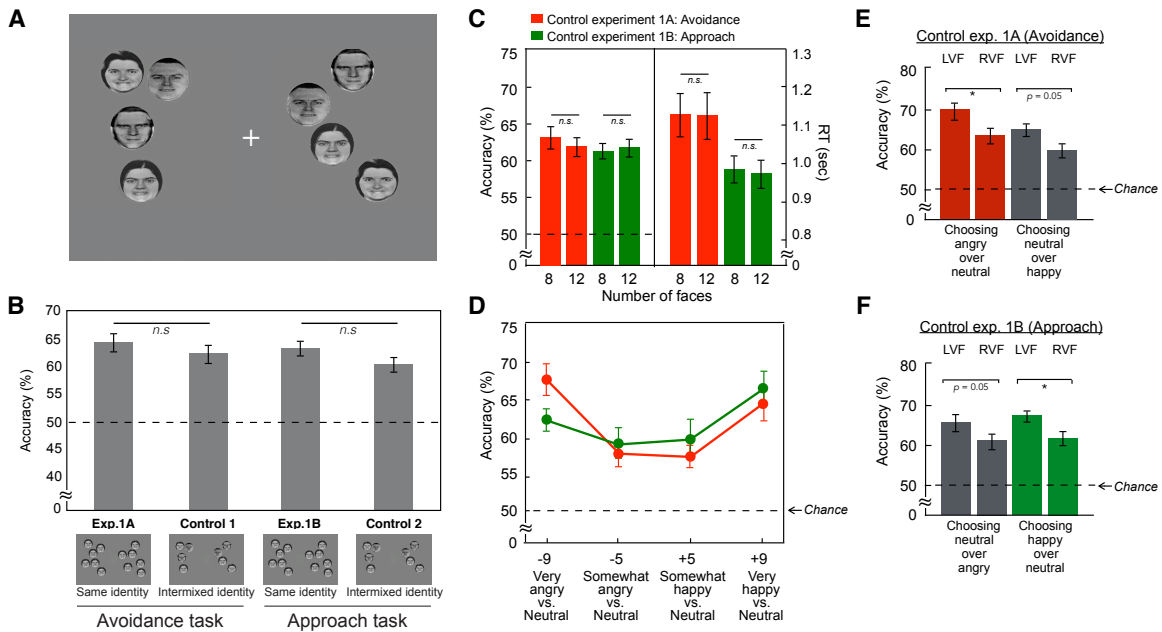 A
B
70
65
60
50
40
0
Accuracy (%)
n.s
n.s
Exp.1A Control 1 Exp.1B Control 2
Same identity Intermixed identity Same identity Intermixed identity
Avoidance task Approach task
C
Control experiment 1A: Avoidance
Control experiment 1B: Approach
75
70
65
60
55
50
0
Accuracy (%)
n.s.
n.s.
n.s.
n.s.
1.3
1.2
1.1
1.0
0.9
0.8
0
RT (sec)
8 12 8 12 8 12 8 12
Number of faces
D
75
70
65
60
55
50
0
Accuracy (%)
Chance
-9 -5 +5 +9
Very Somewhat Somewhat Very
angry angry happy happy
vs. vs. vs. vs.
Neutral Neutral Neutral Neutral
E
Control exp. 1A (Avoidance)
LVF RVF LVF RVF
80
70
60
50
0
Accuracy (%)
*
p = 0.05
Chance
Choosing Choosing
angry neutral
over over
neutral happy
F
Control exp. 1B (Approach)
LVF RVF LVF RVF
80
70
60
50
0
Accuracy (%)
p = 0.05
*
Chance
Choosing Choosing
neutral happy
over over
angry neutral